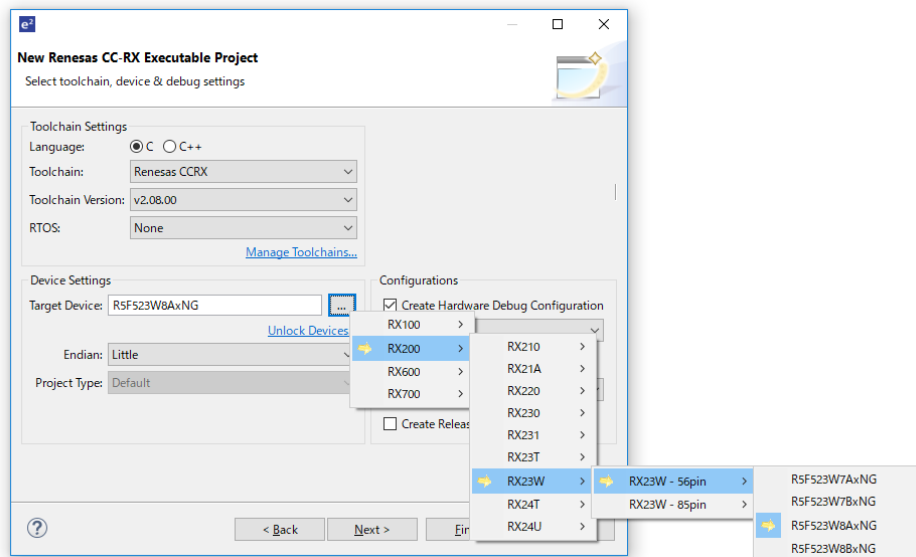 e²
New Renesas CC-RX Executable Project
Select toolchain, device & debug settings
Toolchain Settings
Language: C C++
Toolchain: Renesas CCRX
Toolchain Version: v2.08.00
RTOS: None
Manage Toolchains...
Device Settings
Target Device: R5F523W8AxNG ...
Unlock Devices
Endian: Little
Project Type: Default
Configurations
Create Hardware Debug Configuration
Create Releas
RX100 >
RX200 >
RX600 >
RX700 >
RX210 >
RX21A >
RX220 >
RX230 >
RX231 >
RX23T >
RX23W >
RX24T >
RX24U >
RX23W - 56pin >
RX23W - 85pin >
R5F523W7AxNG
R5F523W7BxNG
R5F523W8AxNG
R5F523W8BxNG
?
< Back
Next >
Fin